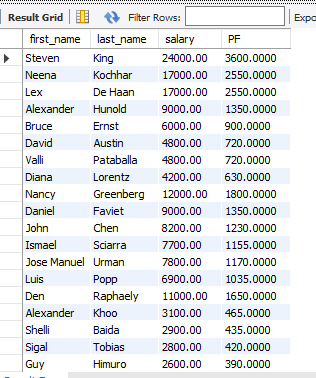 Result Grid Filter Rows: Expo
first_name last_name salary PF
Steven King 24000.00 3600.0000
Neena Kochhar 17000.00 2550.0000
Lex De Haan 17000.00 2550.0000
Alexander Hunold 9000.00 1350.0000
Bruce Ernst 6000.00 900.0000
David Austin 4800.00 720.0000
Valli Pataballa 4800.00 720.0000
Diana Lorentz 4200.00 630.0000
Nancy Greenberg 12000.00 1800.0000
Daniel Faviet 9000.00 1350.0000
John Chen 8200.00 1230.0000
Ismael Sciarra 7700.00 1155.0000
Jose Manuel Urman 7800.00 1170.0000
Luis Popp 6900.00 1035.0000
Den Raphaely 11000.00 1650.0000
Alexander Khoo 3100.00 465.0000
Shelli Baida 2900.00 435.0000
Sigal Tobias 2800.00 420.0000
Guy Himuro 2600.00 390.0000